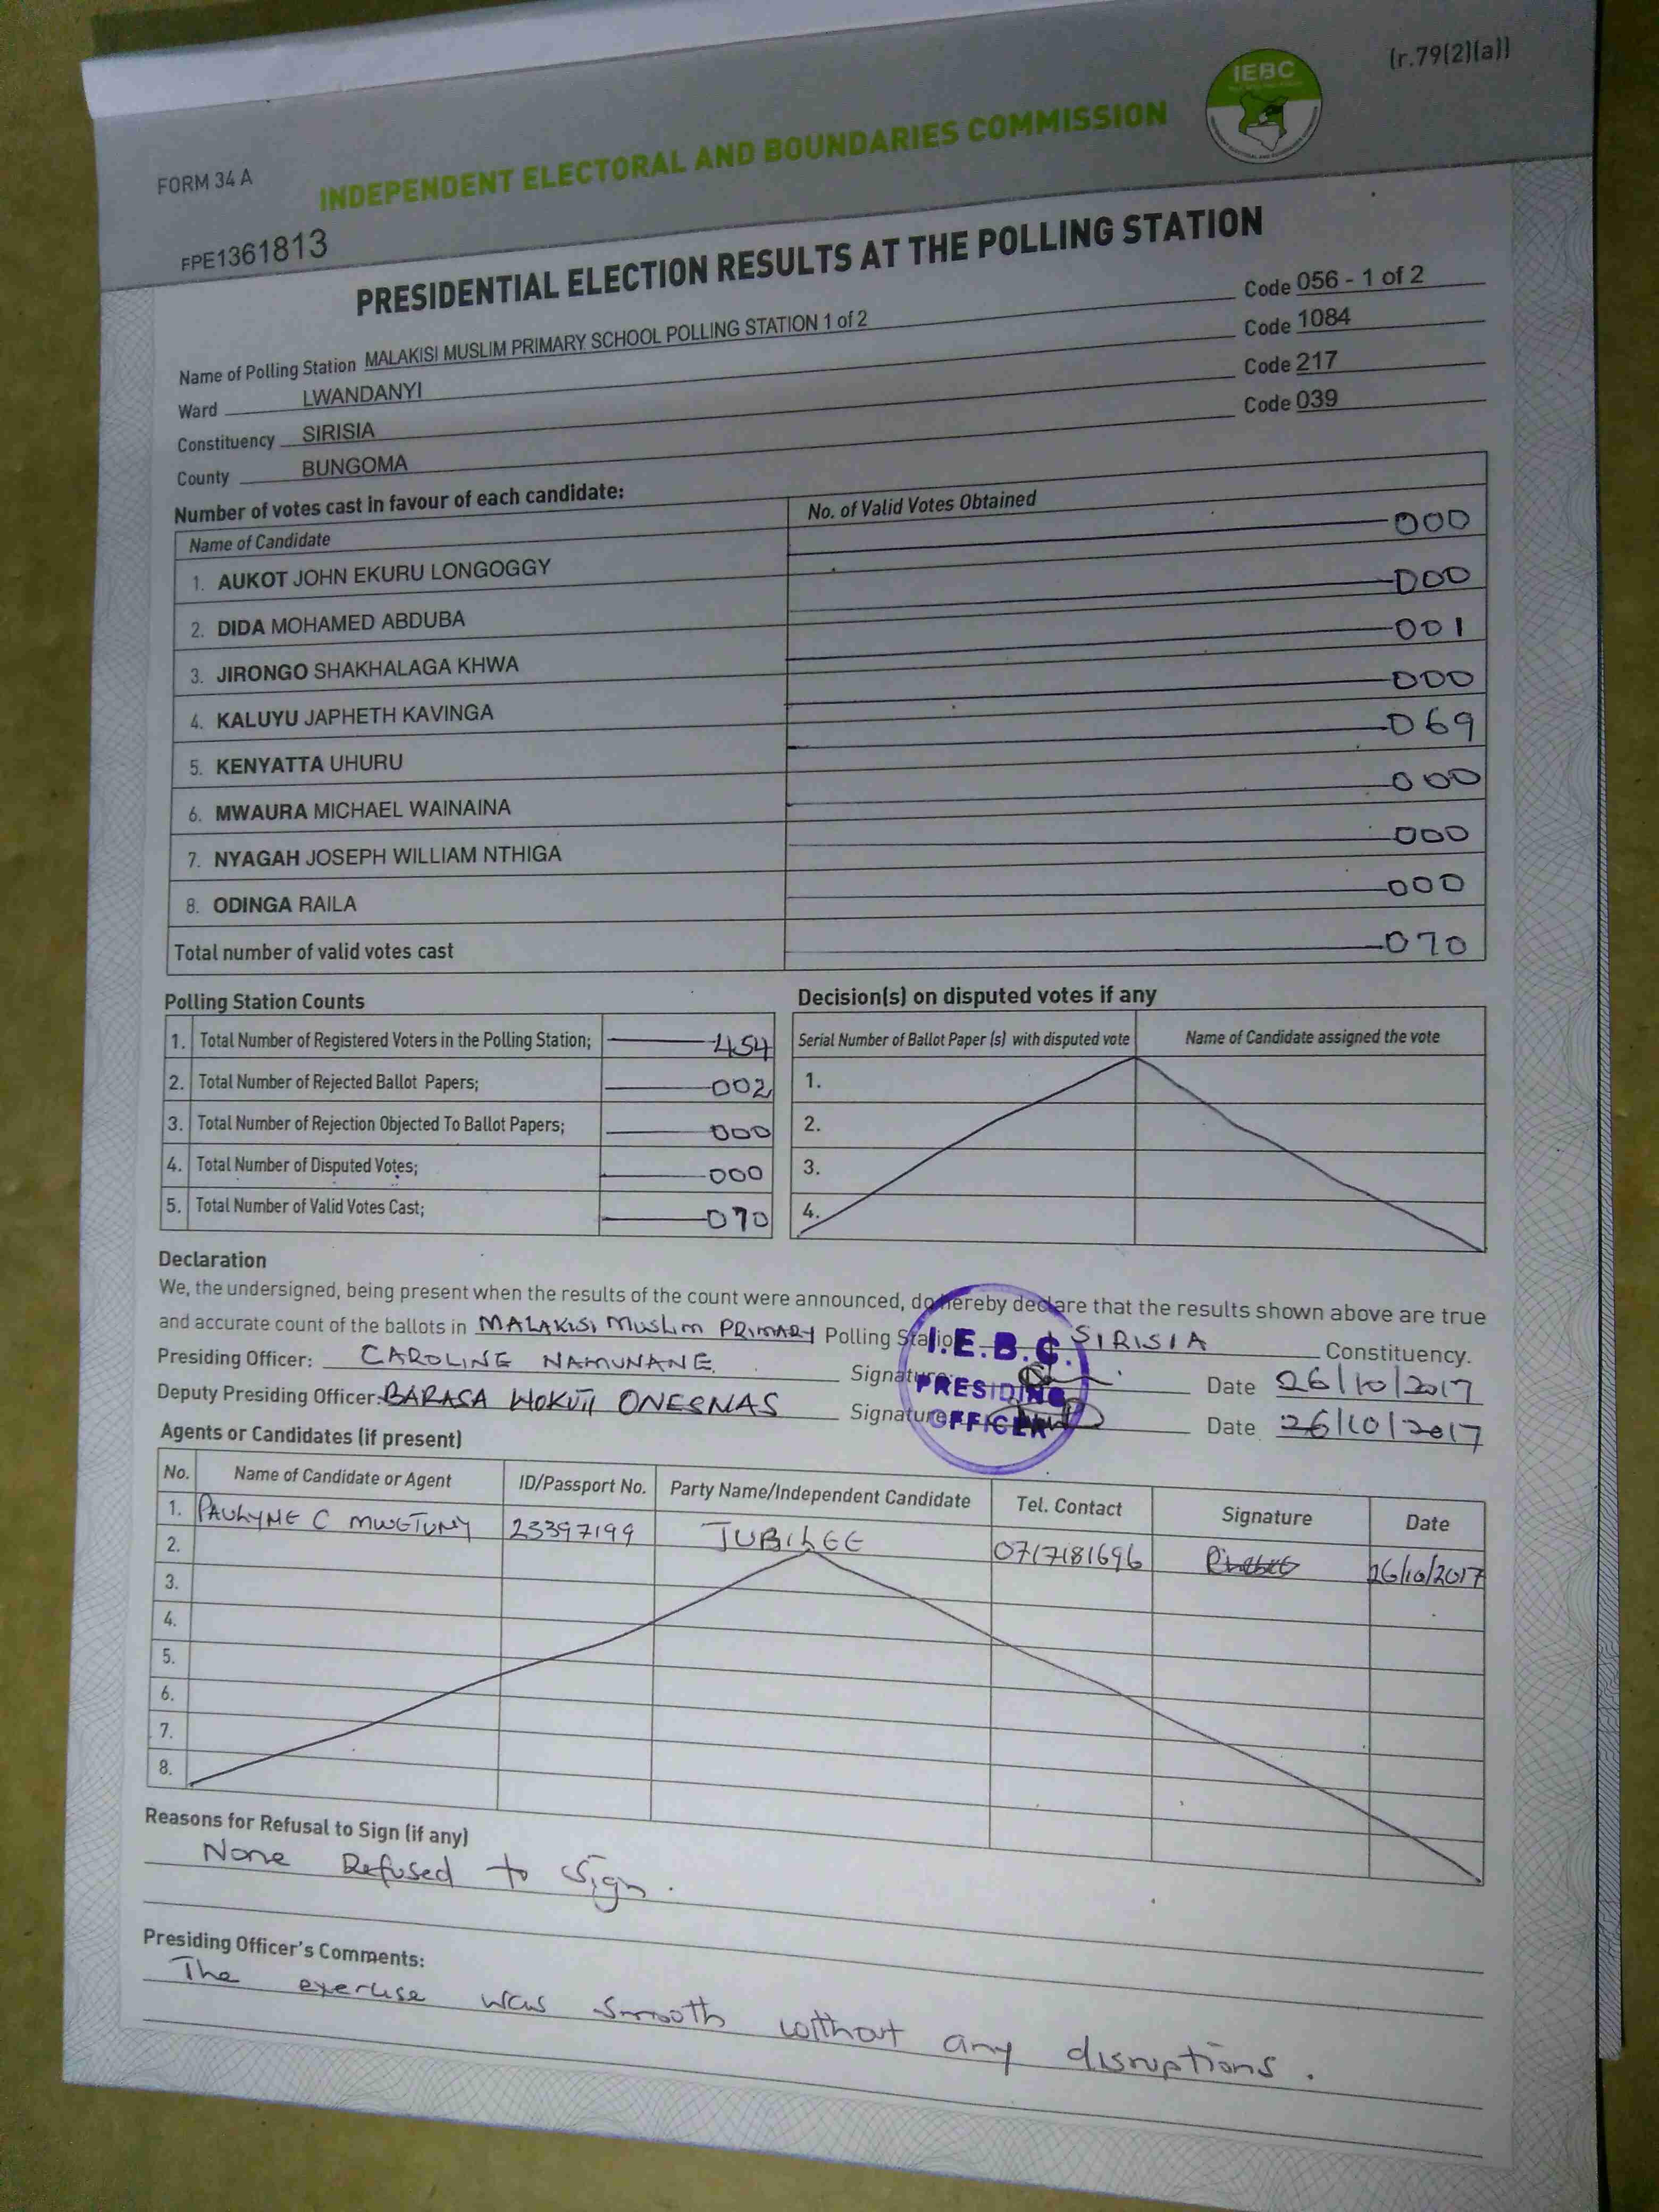 (r.79(2)(a))
IEBC
FORM 34 A
INDEPENDENT ELECTORAL AND BOUNDARIES COMMISSION
FPE1361813
PRESIDENTIAL ELECTION RESULTS AT THE POLLING STATION
Name of Polling Station MALAKISI MUSLIM PRIMARY SCHOOL POLLING STATION 1 of 2 Code 056 - 1 of 2
Ward LWANDANYI Code 1084
Constituency SIRISIA Code 217
County BUNGOMA Code 039
Number of votes cast in favour of each candidate:
Name of Candidate No. of Valid Votes Obtained
1. AUKOT JOHN EKURU LONGOGGY 000
2. DIDA MOHAMED ABDUBA 000
3. JIRONGO SHAKHALAGA KHWA 001
4. KALUYU JAPHETH KAVINGA 000
5. KENYATTA UHURU 069
6. MWAURA MICHAEL WAINAINA 000
7. NYAGAH JOSEPH WILLIAM NTHIGA 000
8. ODINGA RAILA 000
Total number of valid votes cast 070
Polling Station Counts
1. Total Number of Registered Voters in the Polling Station; 454
2. Total Number of Rejected Ballot Papers; 002
3. Total Number of Rejection Objected To Ballot Papers; 000
4. Total Number of Disputed Votes; 000
5. Total Number of Valid Votes Cast; 070
Decision(s) on disputed votes if any
Serial Number of Ballot Paper (s) with disputed vote Name of Candidate assigned the vote
1.
2.
3.
4.
Declaration
We, the undersigned, being present when the results of the count were announced, do hereby declare that the results shown above are true
and accurate count of the ballots in MALAKISI MUSLIM PRIMARY Polling Station SIRISIA Constituency.
Presiding Officer: CAROLINE NAMUNANE Signature: Date 26/10/2017
Deputy Presiding Officer: BARASA ONESNAS Signature: Date 26/10/2017
I.E.B.C.
PRESIDING
OFFICER
Agents or Candidates (if present)
No. Name of Candidate or Agent ID/Passport No. Party Name/Independent Candidate Tel. Contact Signature Date
1. PAULYNE C MWETUNY 23397199 JUBILEE 0717181696 26/10/2017
2.
3.
4.
5.
6.
7.
8.
Reasons for Refusal to Sign (if any)
None Refused to sign.
Presiding Officer's Comments:
The exercise was smooth without any disruptions.